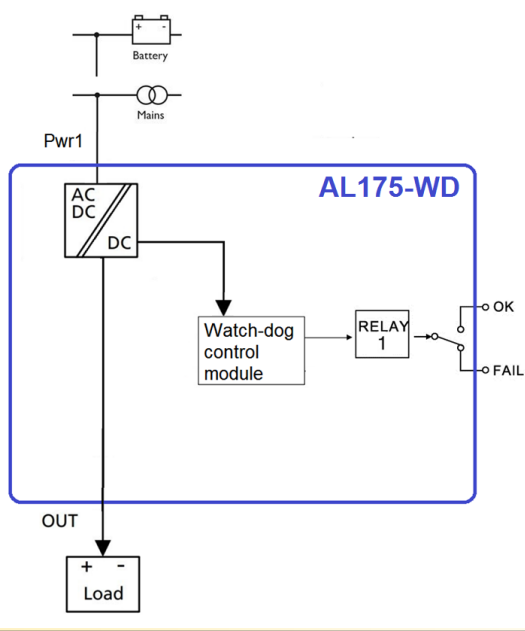 + -
Battery
Mains
Pwr1
AL175-WD
AC
DC
DC
OK
Watch-dog
control
module
RELAY
1
FAIL
OUT
+ -
Load